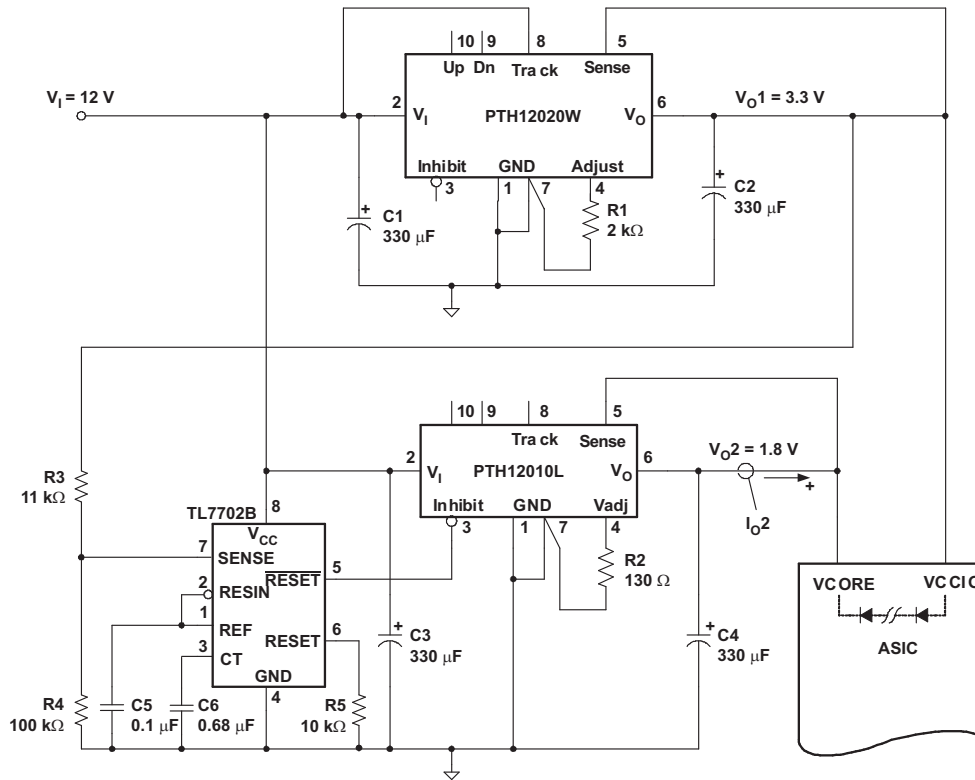 5
10 9 8
Up Dn Track Sense
V_I = 12 V
2 V_I PTH12020W V_O 6
V_O1 = 3.3 V
Inhibit GND Adjust
3 1 7 4
C1
330 μF
R1
2 kΩ
C2
330 μF
10 9 8 5
Track Sense
2 V_I PTH12010L V_O 6
V_O2 = 1.8 V
Inhibit GND Vadj
3 1 7 4
I_O2
R3
11 kΩ
TL7702B
8
V_CC
7 SENSE
RESET 5
2 RESIN
1 REF
RESET 6
3 CT
GND
4
R2
130 Ω
C3
330 μF
C4
330 μF
VCORE VCCIO
ASIC
R4
100 kΩ
C5
0.1 μF
C6
0.68 μF
R5
10 kΩ